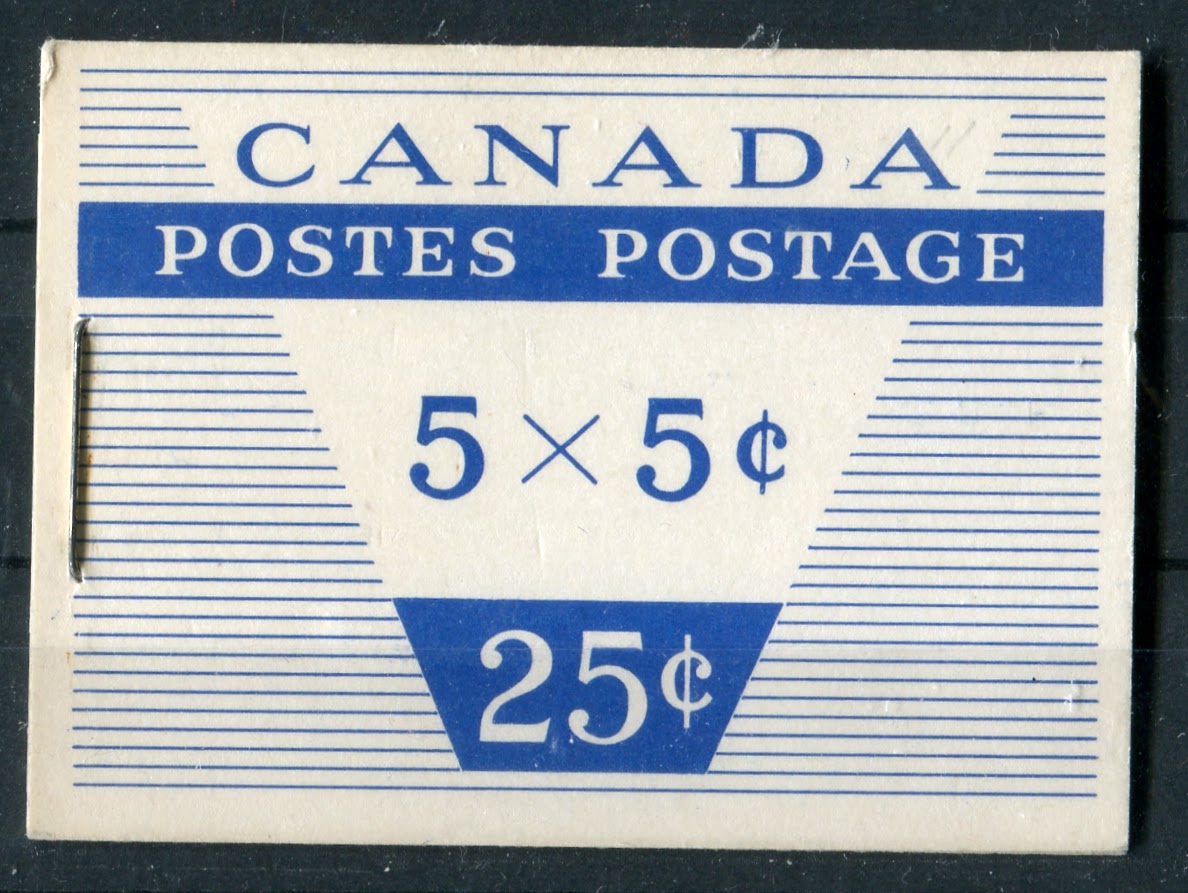 CANADA
POSTES POSTAGE
5 × 5¢
25¢